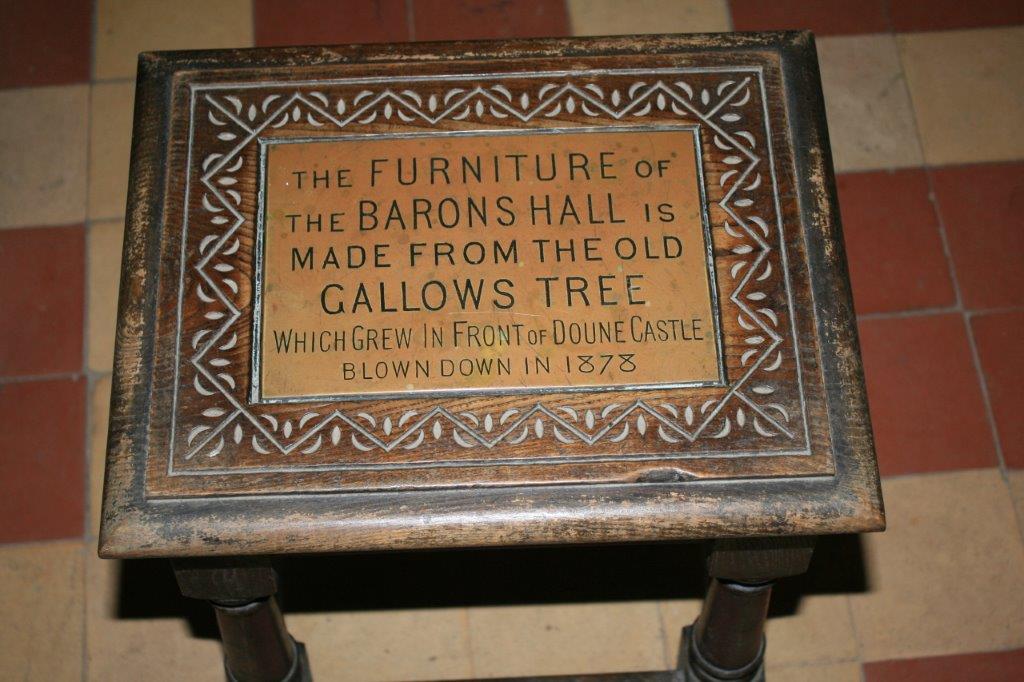 THE FURNITURE OF
THE BARONS HALL IS
MADE FROM THE OLD
GALLOWS TREE
WHICH GREW IN FRONT OF DOUNE CASTLE
BLOWN DOWN IN 1878